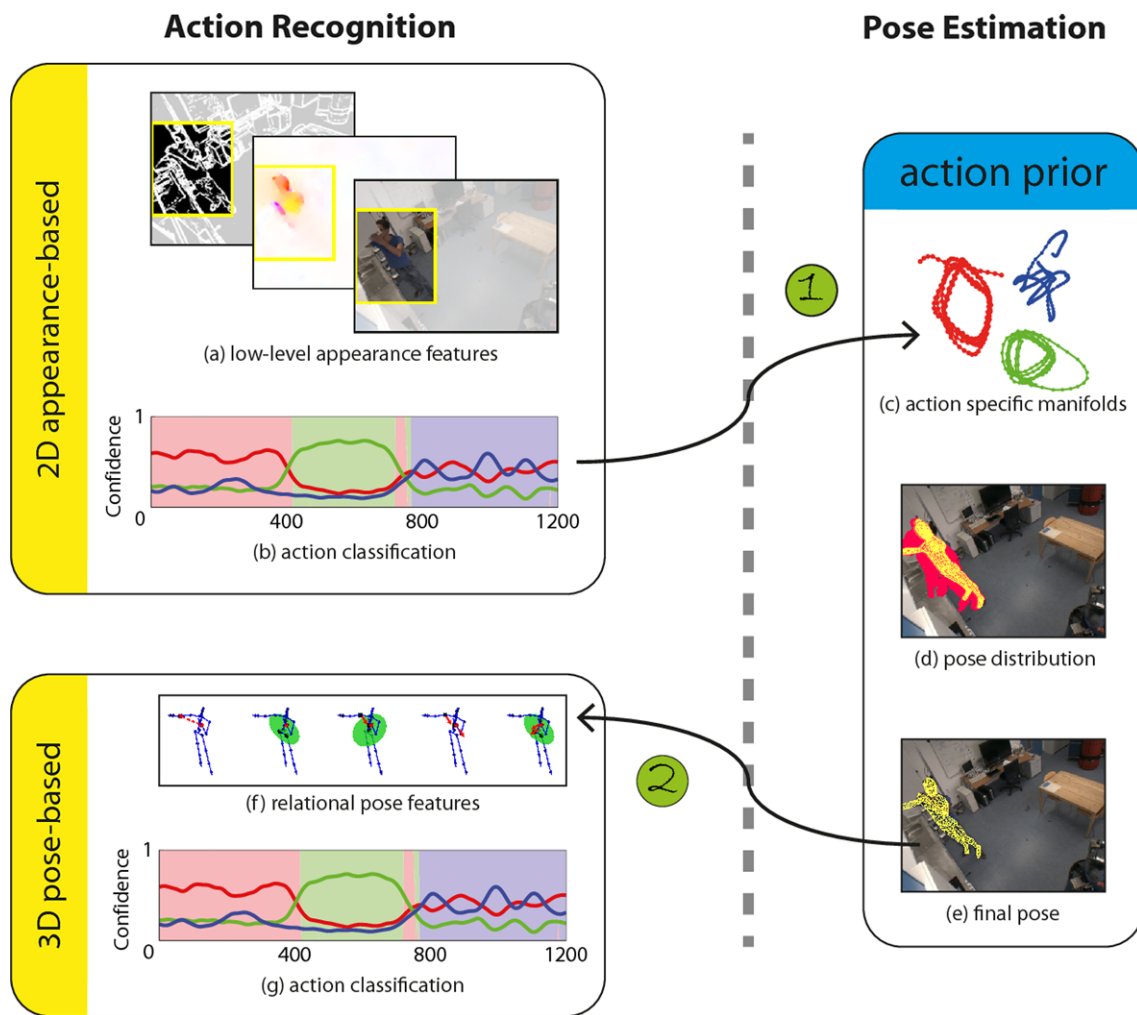 Action Recognition
Pose Estimation
2D appearance-based
(a) low-level appearance features
1
Confidence
0
400
800
1200
(b) action classification
1
action prior
(c) action specific manifolds
(d) pose distribution
(e) final pose
2
3D pose-based
(f) relational pose features
1
Confidence
0
400
800
1200
(g) action classification